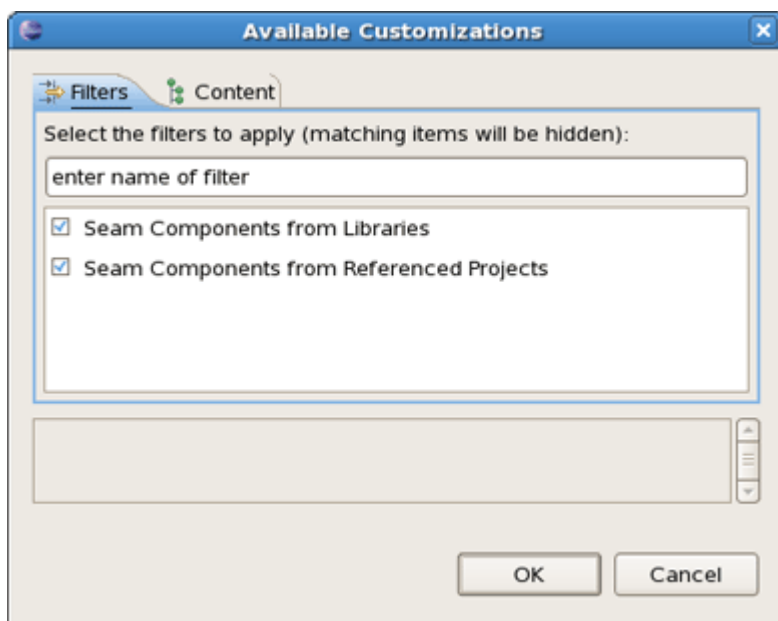 Available Customizations
Filters Content
Select the filters to apply (matching items will be hidden):
enter name of filter
Seam Components from Libraries
Seam Components from Referenced Projects
OK Cancel